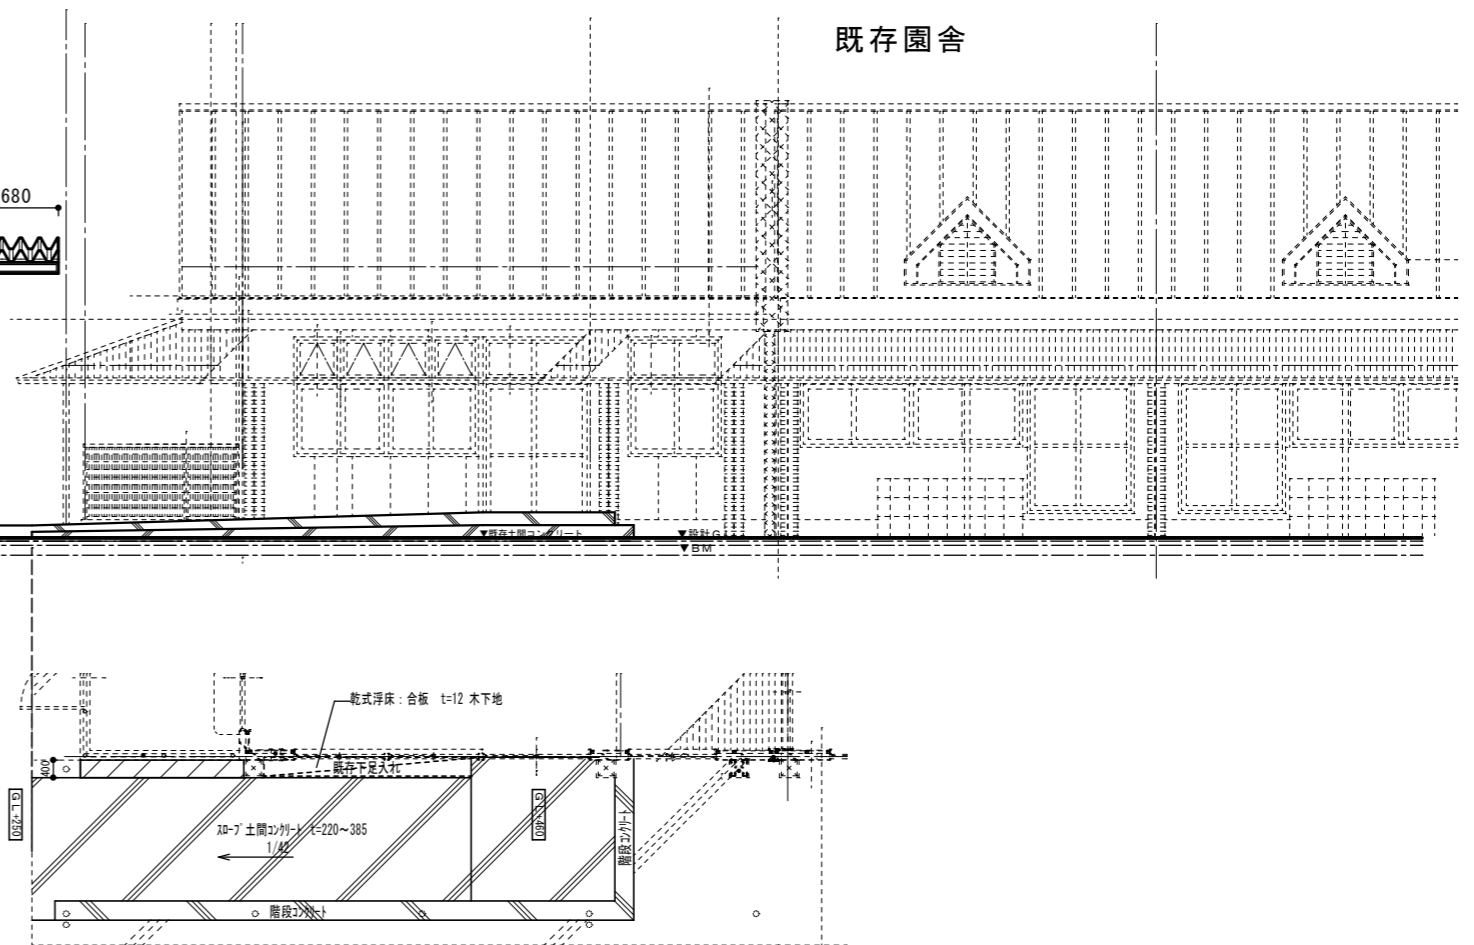 既存園舎
680
▼既存土間コンクリート
▼設計G
▼BM
乾式浮床：合板 t=12 木下地
400
既存下足入れ
GL+250
GL+460
スロープ土間コンクリート t=220～385
1/42
階段コンクリート
階段コンクリート